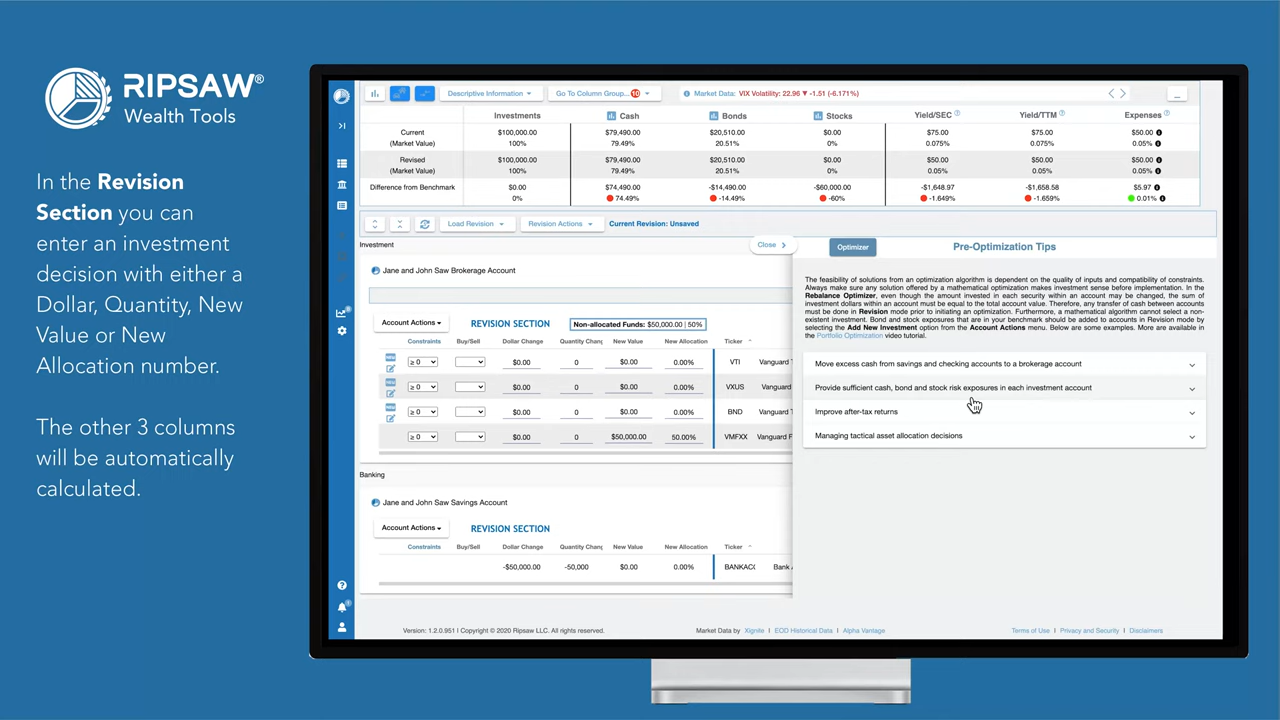 RIPSAW®
Wealth Tools
In the Revision
Section you can
enter an investment
decision with either a
Dollar, Quantity, New
Value or New
Allocation number.
The other 3 columns
will be automatically
calculated.
Descriptive Information
Go To Column Group... 10
Market Data: VIX Volatility: 22.96 ▼ -1.51 (-6.171%)
Investments Cash Bonds Stocks Yield/SEC Yield/TTM Expenses
Current $100,000.00 $79,490.00 $20,510.00 $0.00 $75.00 $75.00 $50.00
(Market Value) 100% 79.49% 20.51% 0% 0.075% 0.075% 0.05%
Revised $100,000.00 $79,490.00 $20,510.00 $0.00 $50.00 $50.00 $50.00
(Market Value) 100% 79.49% 20.51% 0% 0.05% 0.05% 0.05%
Difference from Benchmark $0.00 $74,490.00 -$14,490.00 -$60,000.00 -$1,648.97 -$1,658.58 $5.97
0% 74.49% -14.49% -60% -1.649% -1.659% 0.01%
Load Revision Revision Actions Current Revision: Unsaved
Investment
Close
Jane and John Saw Brokerage Account
Account Actions REVISION SECTION Non-allocated Funds: $50,000.00 | 50%
Constraints Buy/Sell Dollar Change Quantity Chang New Value New Allocation Ticker
NEW ≥ 0 $0.00 0 $0.00 0.00% VTI Vanguard T
NEW ≥ 0 $0.00 0 $0.00 0.00% VXUS Vanguard T
NEW ≥ 0 $0.00 0 $0.00 0.00% BND Vanguard T
≥ 0 $0.00 0 $50,000.00 50.00% VMFXX Vanguard F
Banking
Jane and John Saw Savings Account
Account Actions REVISION SECTION
Constraints Buy/Sell Dollar Change Quantity Chang New Value New Allocation Ticker
-$50,000.00 -50,000 $0.00 0.00% BANKACC Bank A
Optimizer Pre-Optimization Tips
The feasibility of solutions from an optimization algorithm is dependent on the quality of inputs and compatibility of constraints.
Always make sure any solution offered by a mathematical optimization makes investment sense before implementation. In the
Rebalance Optimizer, even though the amount invested in each security within an account may be changed, the sum of
investment dollars within an account must be equal to the total account value. Therefore, any transfer of cash between accounts
must be done in Revision mode prior to initiating an optimization. Furthermore, a mathematical algorithm cannot select a non-
existent investment. Bond and stock exposures that are in your benchmark should be added to accounts in Revision mode by
selecting the Add New Investment option from the Account Actions menu. Below are some examples. More are available in
the Portfolio Optimization video tutorial.
Move excess cash from savings and checking accounts to a brokerage account
Provide sufficient cash, bond and stock risk exposures in each investment account
Improve after-tax returns
Managing tactical asset allocation decisions
Version: 1.2.0.951 | Copyright © 2020 Ripsaw LLC. All rights reserved.
Market Data by Xignite | EOD Historical Data | Alpha Vantage
Terms of Use | Privacy and Security | Disclaimers